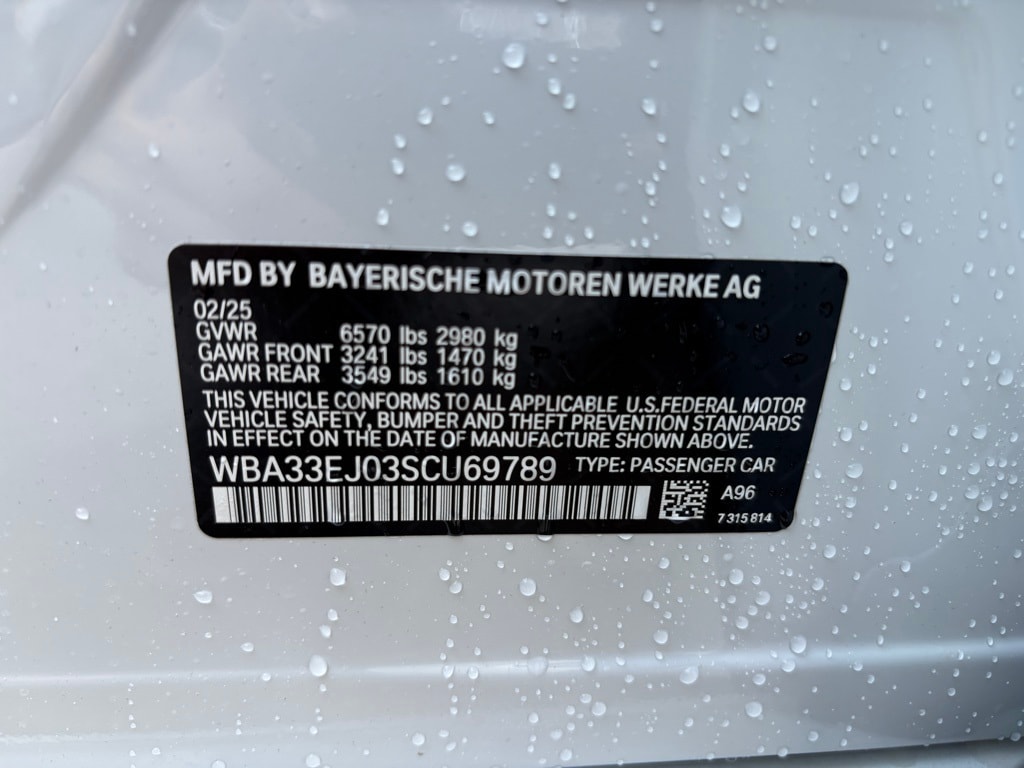 MFD BY BAYERISCHE MOTOREN WERKE AG
02/25
GVWR 6570 lbs 2980 kg
GAWR FRONT 3241 lbs 1470 kg
GAWR REAR 3549 lbs 1610 kg
THIS VEHICLE CONFORMS TO ALL APPLICABLE U.S.FEDERAL MOTOR
VEHICLE SAFETY, BUMPER AND THEFT PREVENTION STANDARDS
IN EFFECT ON THE DATE OF MANUFACTURE SHOWN ABOVE.
WBA33EJ03SCU69789 TYPE: PASSENGER CAR
A96
7 315 814